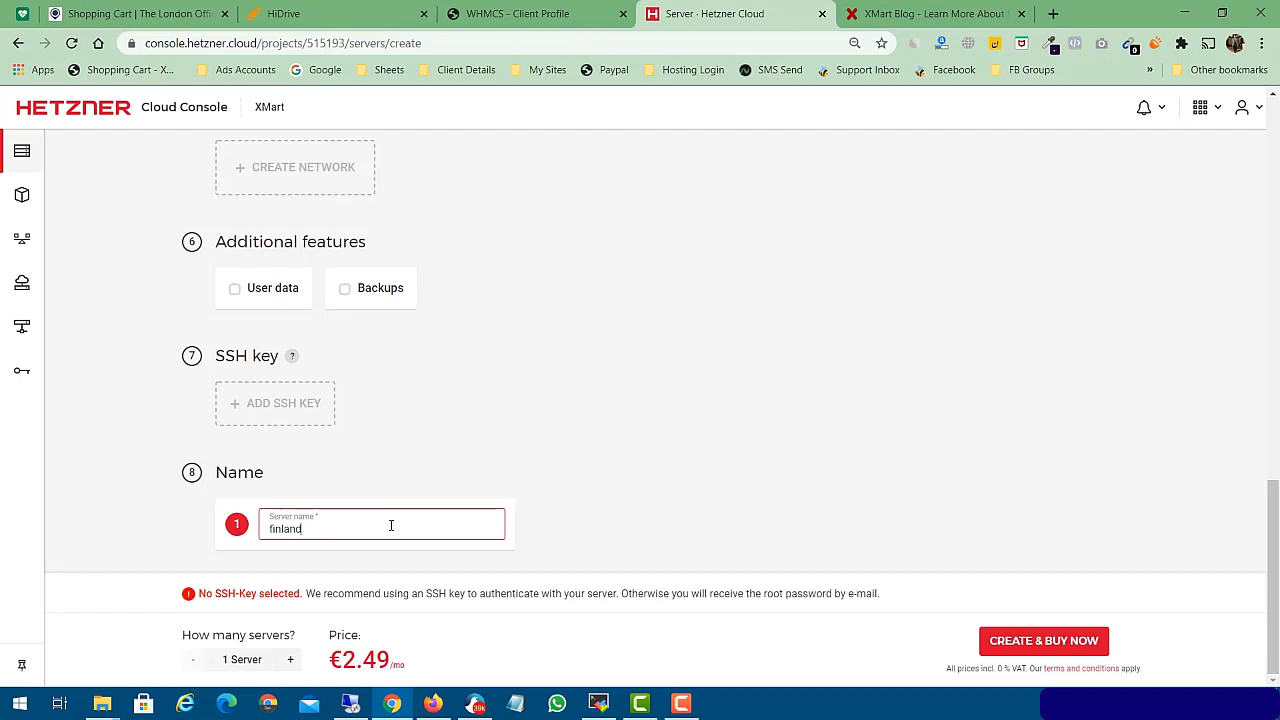 Shopping Cart | The London Offi
HiDrive
WHMCS - Client Profile
Server · Hetzner Cloud
XMart Blog - Learn More About
console.hetzner.cloud/projects/515193/servers/create
Apps
Shopping Cart - X...
Ads Accounts
Google
Sheets
Client Details
My Sites
Paypal
Hosting Login
SMS Send
Support Inbox
Facebook
FB Groups
»
Other bookmarks
HETZNER
Cloud Console
XMart
+ CREATE NETWORK
6 Additional features
User data
Backups
7 SSH key ?
+ ADD SSH KEY
8 Name
1
Server name *
finland
No SSH-Key selected. We recommend using an SSH key to authenticate with your server. Otherwise you will receive the root password by e-mail.
How many servers?
Price:
- 1 Server +
€2.49/mo
CREATE & BUY NOW
All prices incl. 0 % VAT. Our terms and conditions apply.